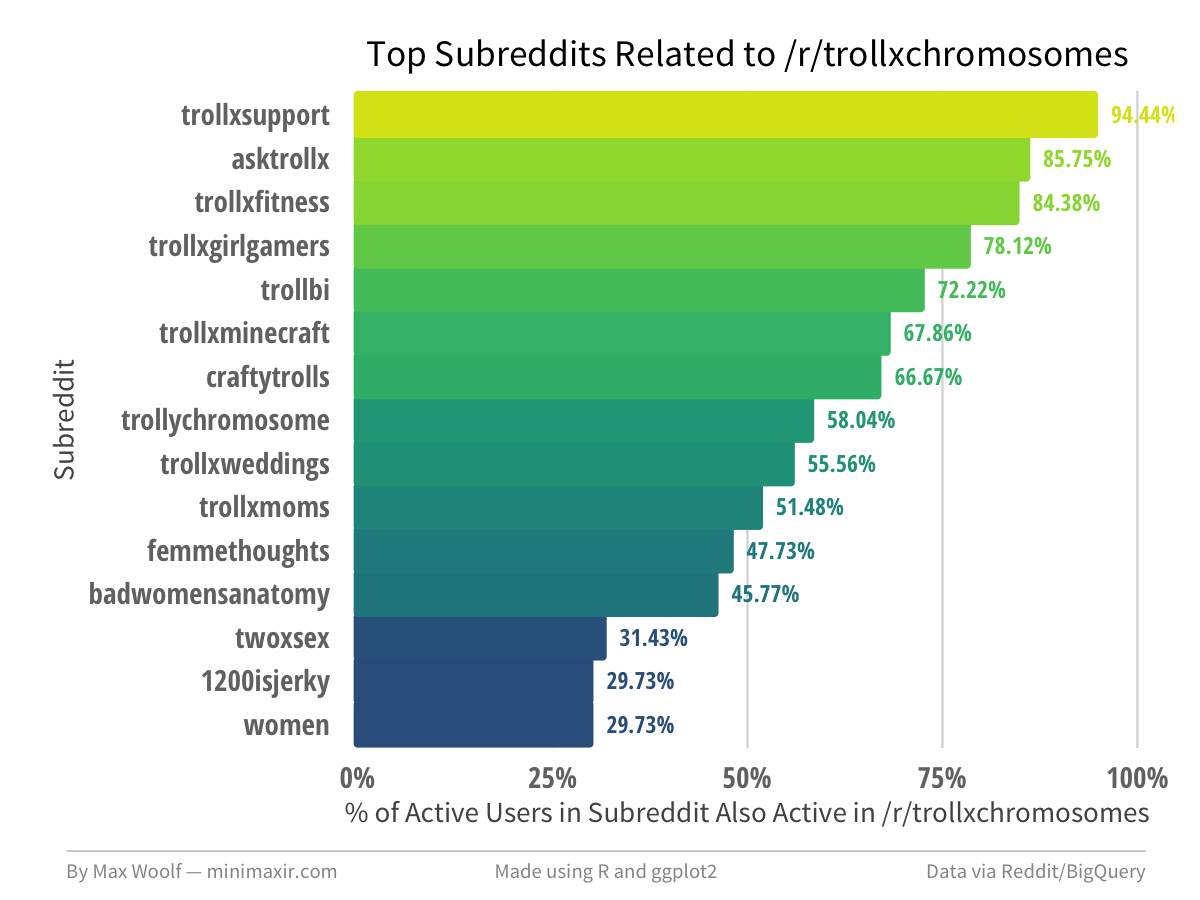 Top Subreddits Related to /r/trollxchromosomes
trollxsupport 94.44%
asktrollx 85.75%
trollxfitness 84.38%
trollxgirlgamers 78.12%
trollbi 72.22%
trollxminecraft 67.86%
craftytrolls 66.67%
trollychromosome 58.04%
trollxweddings 55.56%
trollxmoms 51.48%
femmethoughts 47.73%
badwomensanatomy 45.77%
twoxsex 31.43%
1200isjerky 29.73%
women 29.73%
Subreddit
0% 25% 50% 75% 100%
% of Active Users in Subreddit Also Active in /r/trollxchromosomes
By Max Woolf — minimaxir.com Made using R and ggplot2 Data via Reddit/BigQuery